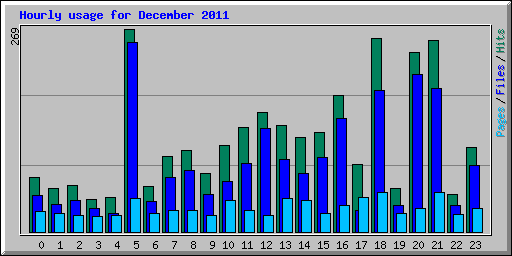 Hourly usage for December 2011
269
Pages / Files / Hits
0 1 2 3 4 5 6 7 8 9 10 11 12 13 14 15 16 17 18 19 20 21 22 23